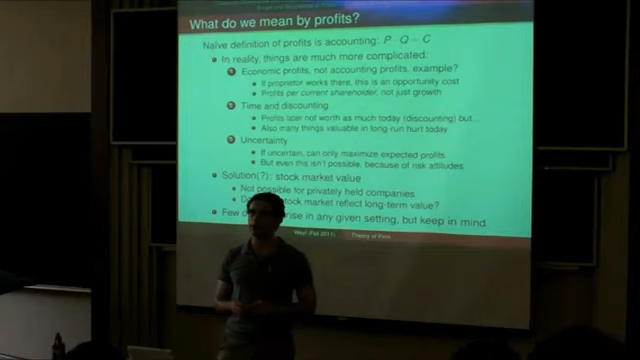 What do we mean by profits?
Naïve definition of profits is accounting: P Q – C
In reality, things are much more complicated:
1 Economic profits, not accounting profits, example?
If proprietor works there, this is an opportunity cost
Profits per current shareholder, not just growth
2 Time and discounting
Profits later not worth as much today (discounting) but...
Also many things valuable in long-run hurt today
3 Uncertainty
If uncertain, can only maximize expected profits
But even this isn't possible, because of risk attitudes
Solution(?): stock market value
Not possible for privately held companies
stock market reflect long-term value?
Few rise in any given setting, but keep in mind
(Fall 2011) Theory of Firm